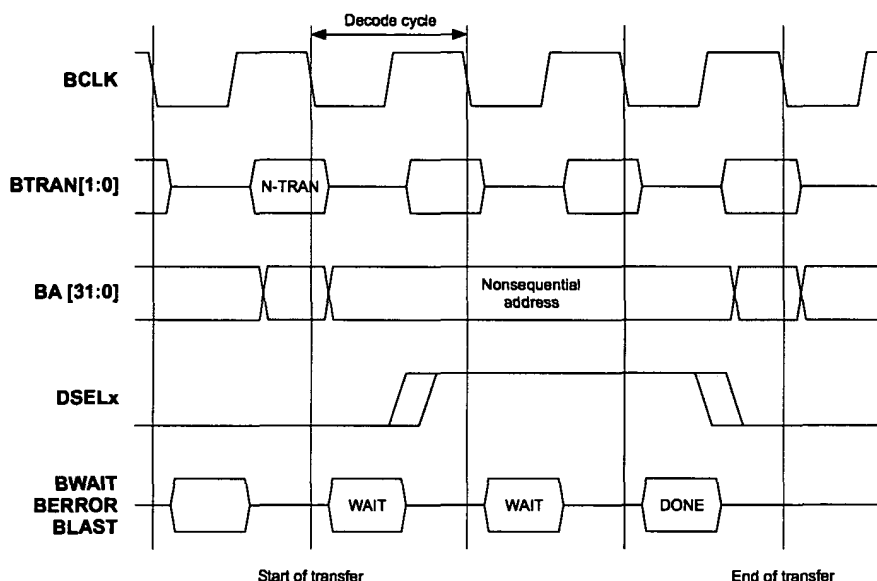 Decode cycle
BCLK
BTRAN[1:0]
N-TRAN
BA [31:0]
Nonsequential
address
DSELx
BWAIT
BERROR
BLAST
WAIT
WAIT
DONE
Start of transfer
End of transfer